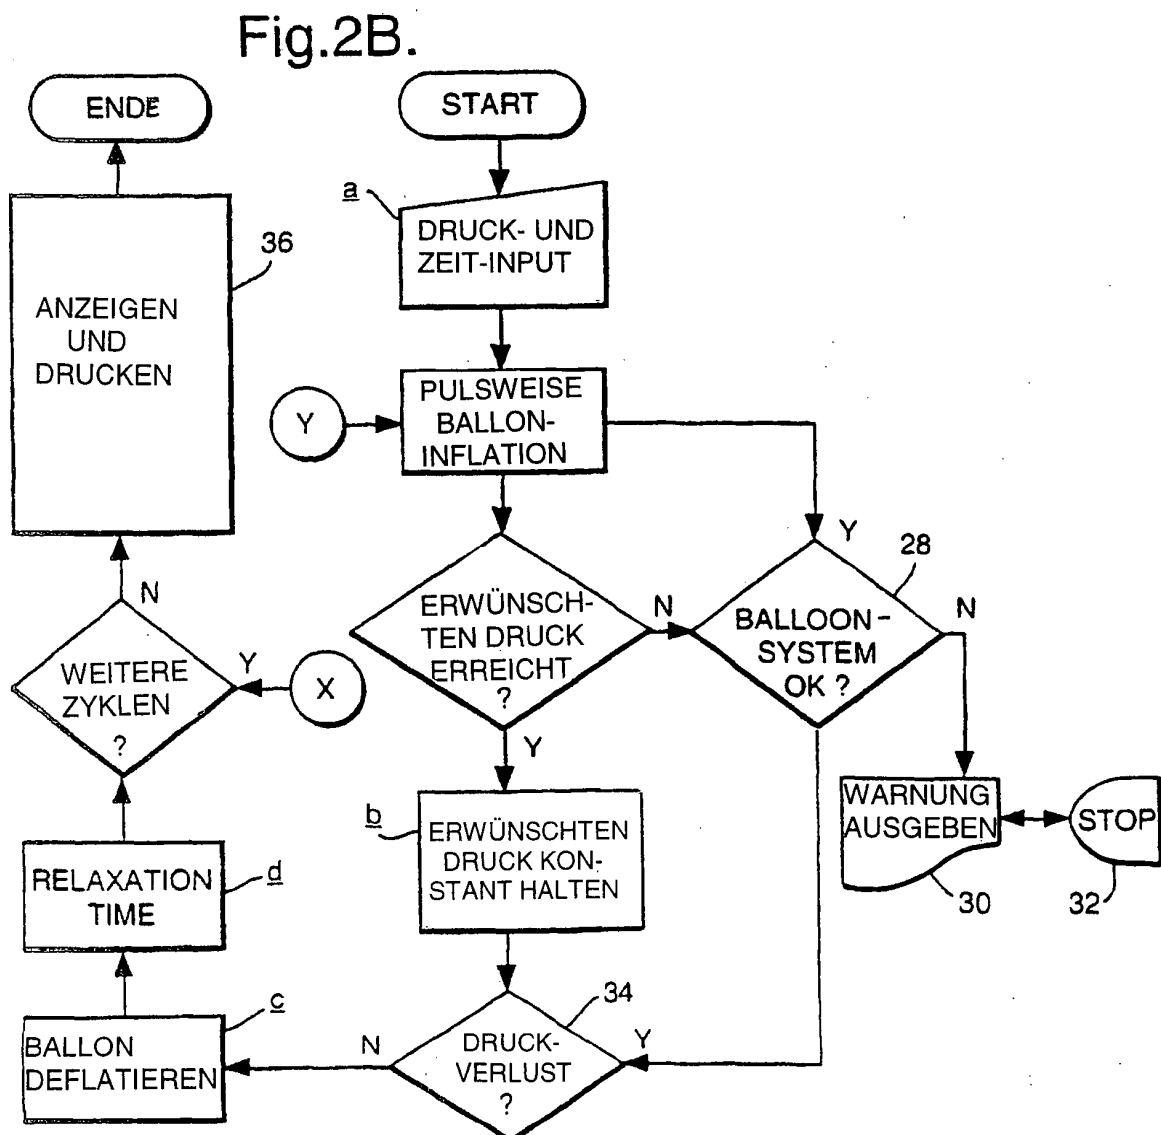 Fig.2B.
ENDE
START
a
DRUCK- UND
ZEIT-INPUT
36
ANZEIGEN
UND
DRUCKEN
Y
PULSWEISE
BALLON-
INFLATION
Y
28
N
ERWÜNSCH-
TEN DRUCK
ERREICHT
?
N
BALLOON-
SYSTEM
OK ?
N
WEITERE
ZYKLEN
?
Y
X
Y
b
ERWÜNSCHTEN
DRUCK KON-
STANT HALTEN
WARNUNG
AUSGEBEN
STOP
30
32
RELAXATION
TIME
d
c
BALLON
DEFLATIEREN
N
34
DRUCK-
VERLUST
?
Y